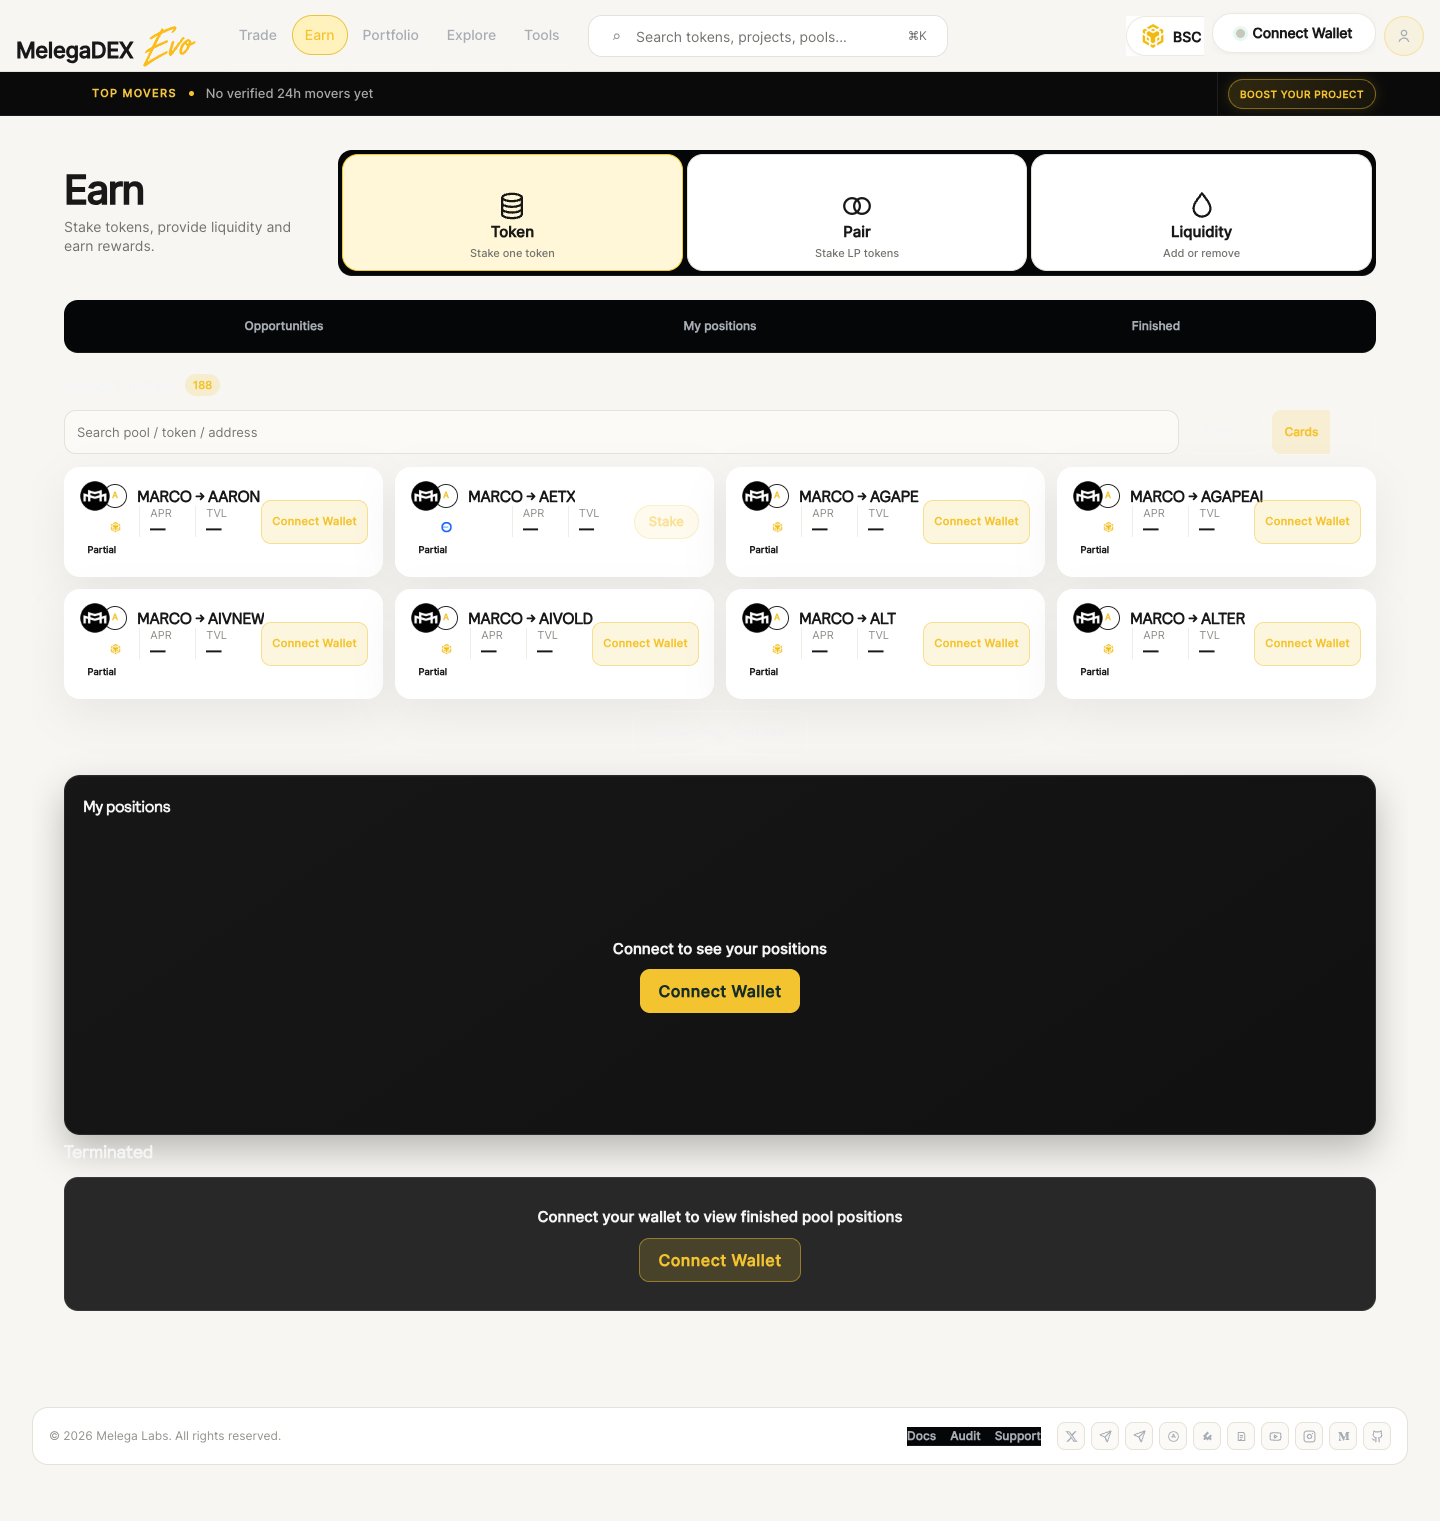 MelegaDEX Evo
Trade Earn Portfolio Explore Tools
Search tokens, projects, pools... ⌘K
BSC
Connect Wallet
TOP MOVERS • No verified 24h movers yet
BOOST YOUR PROJECT
Earn
Stake tokens, provide liquidity and
earn rewards.
Token
Stake one token
Pair
Stake LP tokens
Liquidity
Add or remove
Opportunities My positions Finished
188
Search pool / token / address
Cards
A MARCO → AARON
APR TVL
— —
Connect Wallet
Partial
A MARCO → AETX
APR TVL
— —
Stake
Partial
A MARCO → AGAPE
APR TVL
— —
Connect Wallet
Partial
A MARCO → AGAPEAI
APR TVL
— —
Connect Wallet
Partial
A MARCO → AIVNEW
APR TVL
— —
Connect Wallet
Partial
A MARCO → AIVOLD
APR TVL
— —
Connect Wallet
Partial
A MARCO → ALT
APR TVL
— —
Connect Wallet
Partial
A MARCO → ALTER
APR TVL
— —
Connect Wallet
Partial
My positions
Connect to see your positions
Connect Wallet
Terminated
Connect your wallet to view finished pool positions
Connect Wallet
© 2026 Melega Labs. All rights reserved.
Docs Audit Support